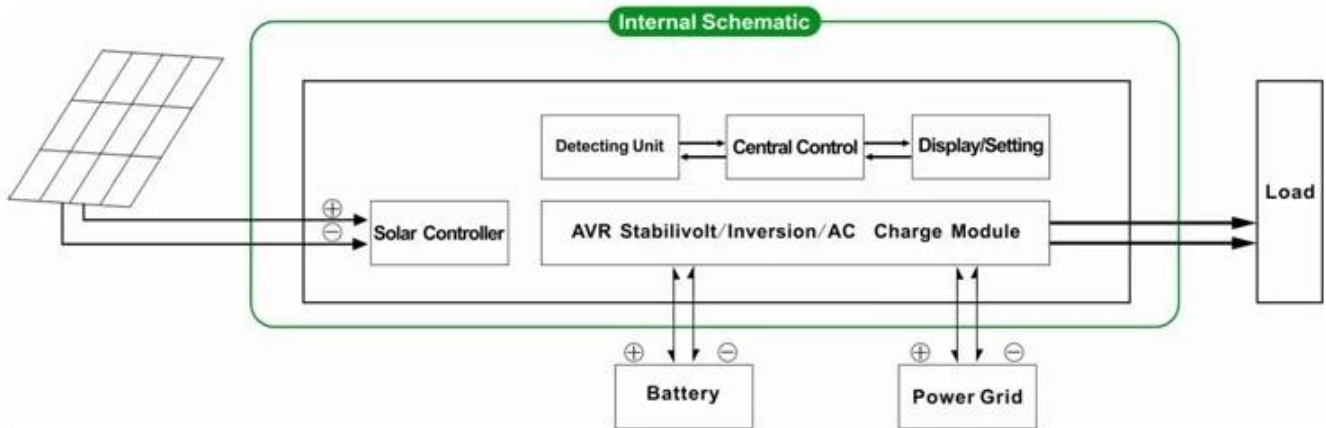 Internal Schematic
Detecting Unit
Central Control
Display/Setting
Load
⊕
⊖
Solar Controller
AVR Stabilivolt/Inversion/AC Charge Module
⊕
⊖
⊕
⊖
Battery
Power Grid